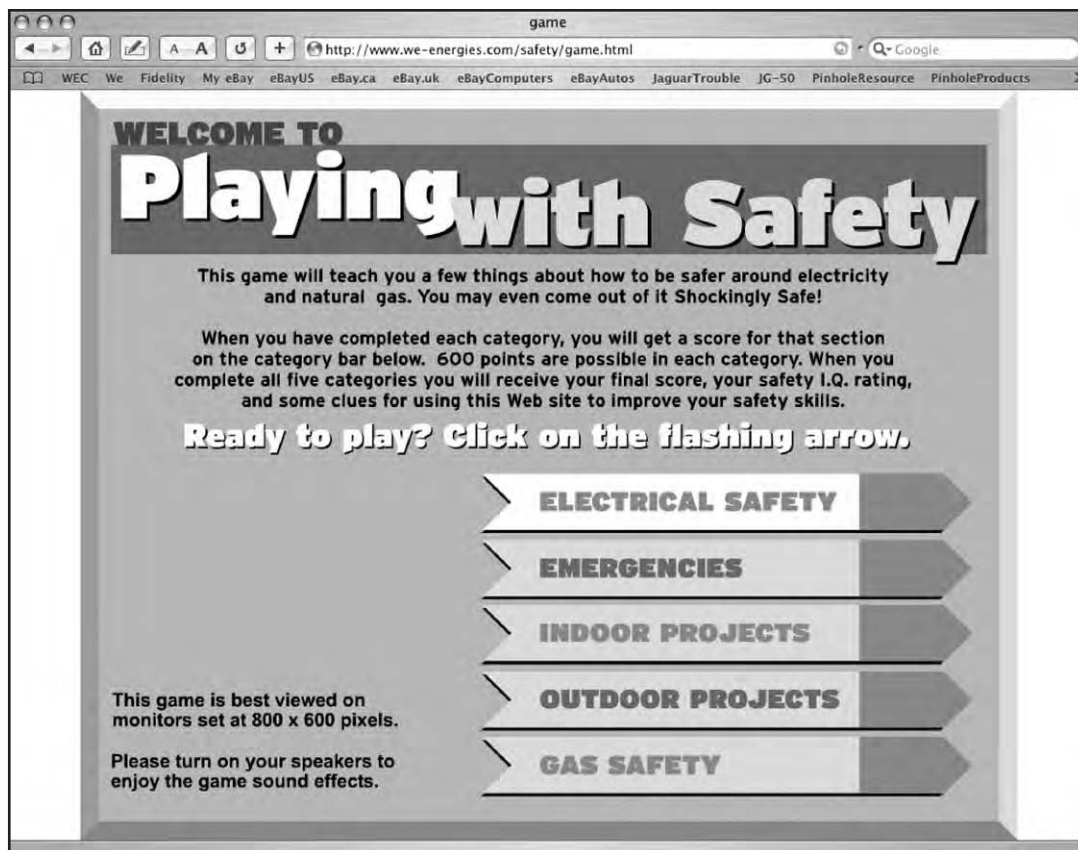 game
A A
http://www.we-energies.com/safety/game.html
Google
WEC We Fidelity My eBay eBayUS eBay.ca eBay.uk eBayComputers eBayAutos JaguarTrouble JG-50 PinholeResource PinholeProducts
WELCOME TO
Playing with Safety
This game will teach you a few things about how to be safer around electricity
and natural gas. You may even come out of it Shockingly Safe!
When you have completed each category, you will get a score for that section
on the category bar below. 600 points are possible in each category. When you
complete all five categories you will receive your final score, your safety I.Q. rating,
and some clues for using this Web site to improve your safety skills.
Ready to play? Click on the flashing arrow.
ELECTRICAL SAFETY
EMERGENCIES
INDOOR PROJECTS
OUTDOOR PROJECTS
GAS SAFETY
This game is best viewed on
monitors set at 800 x 600 pixels.
Please turn on your speakers to
enjoy the game sound effects.